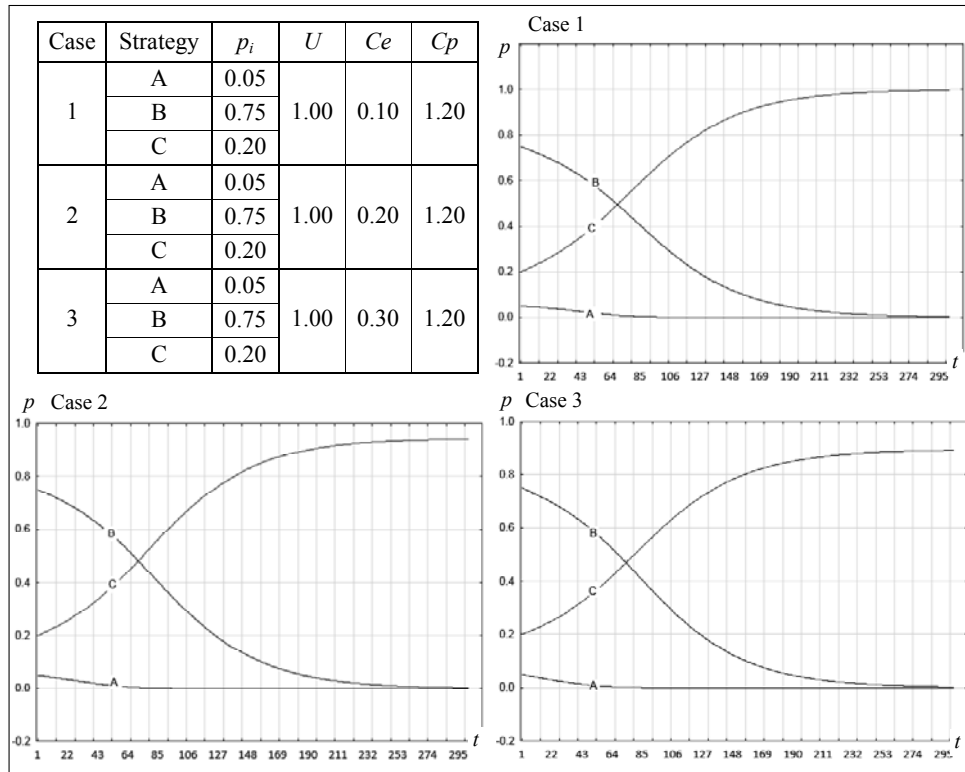 Case Strategy pi U Ce Cp
1 A 0.05 1.00 0.10 1.20
B 0.75
C 0.20
2 A 0.05 1.00 0.20 1.20
B 0.75
C 0.20
3 A 0.05 1.00 0.30 1.20
B 0.75
C 0.20
Case 1
p
1.0
0.8
0.6
0.4
0.2
0.0
-0.2
B
C
A
1 22 43 64 85 106 127 148 169 190 211 232 253 274 295 t
p Case 2
1.0
0.8
0.6
0.4
0.2
0.0
-0.2
B
C
A
1 22 43 64 85 106 127 148 169 190 211 232 253 274 295 t
p Case 3
1.0
0.8
0.6
0.4
0.2
0.0
-0.2
B
C
A
1 22 43 64 85 106 127 148 169 190 211 232 253 274 295 t